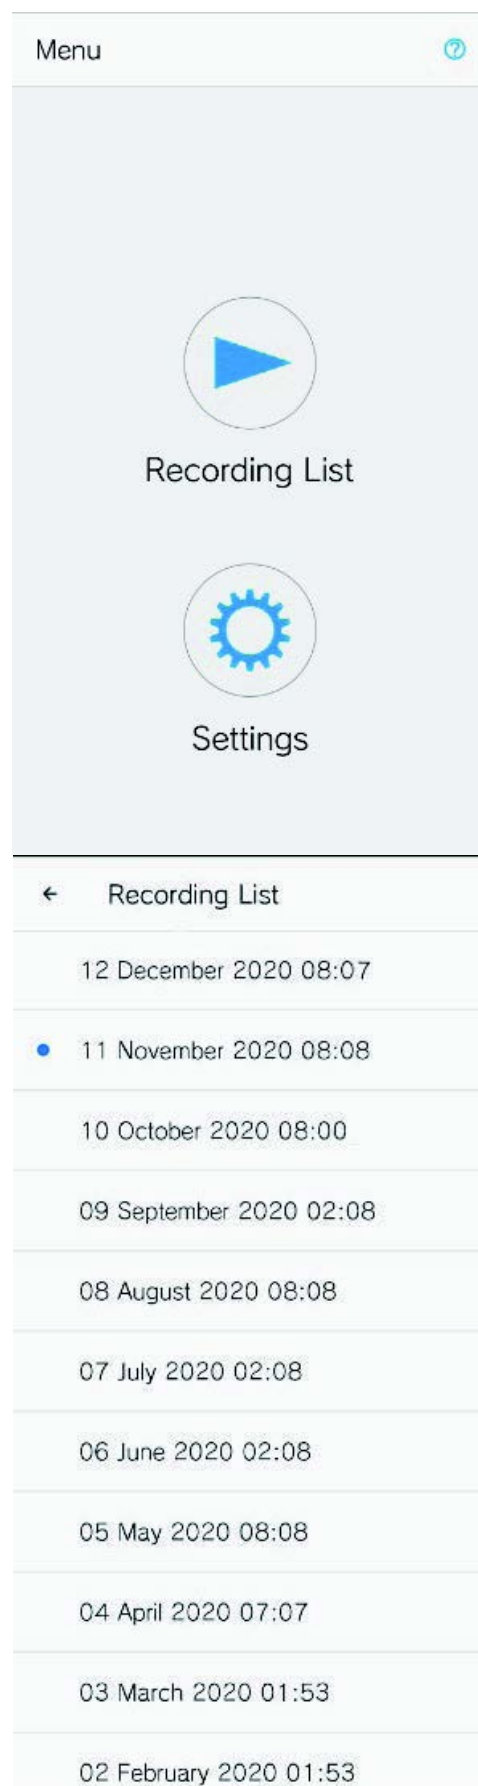 Menu
Recording List
Settings
Recording List
12 December 2020 08:07
11 November 2020 08:08
10 October 2020 08:00
09 September 2020 02:08
08 August 2020 08:08
07 July 2020 02:08
06 June 2020 02:08
05 May 2020 08:08
04 April 2020 07:07
03 March 2020 01:53
02 February 2020 01:53